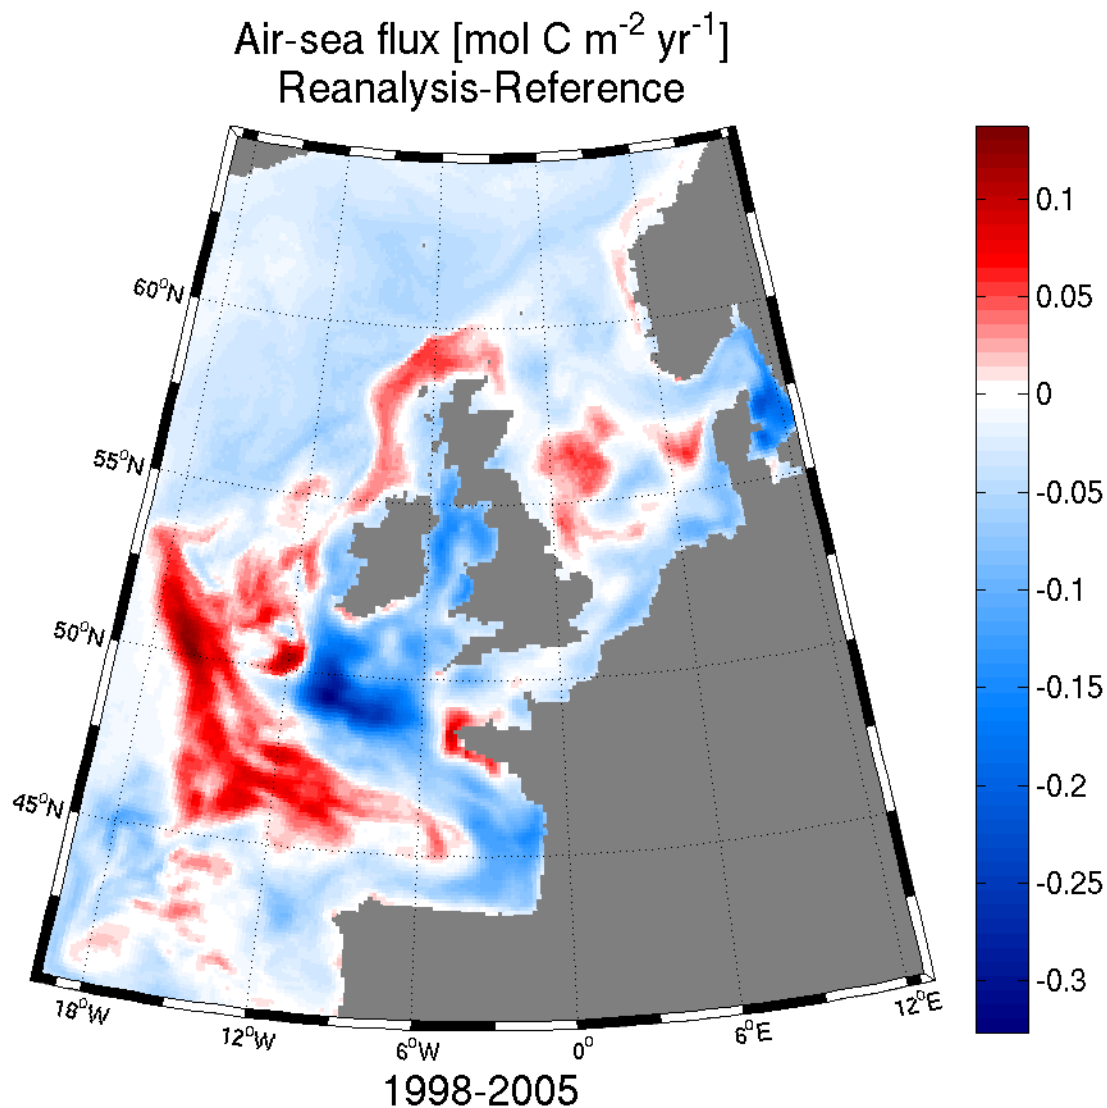 Air-sea flux [mol C m⁻² yr⁻¹]
Reanalysis-Reference
0.1
0.05
0
-0.05
-0.1
-0.15
-0.2
-0.25
-0.3
60°N
55°N
50°N
45°N
18°W
12°W
6°W
0°
6°E
12°E
1998-2005